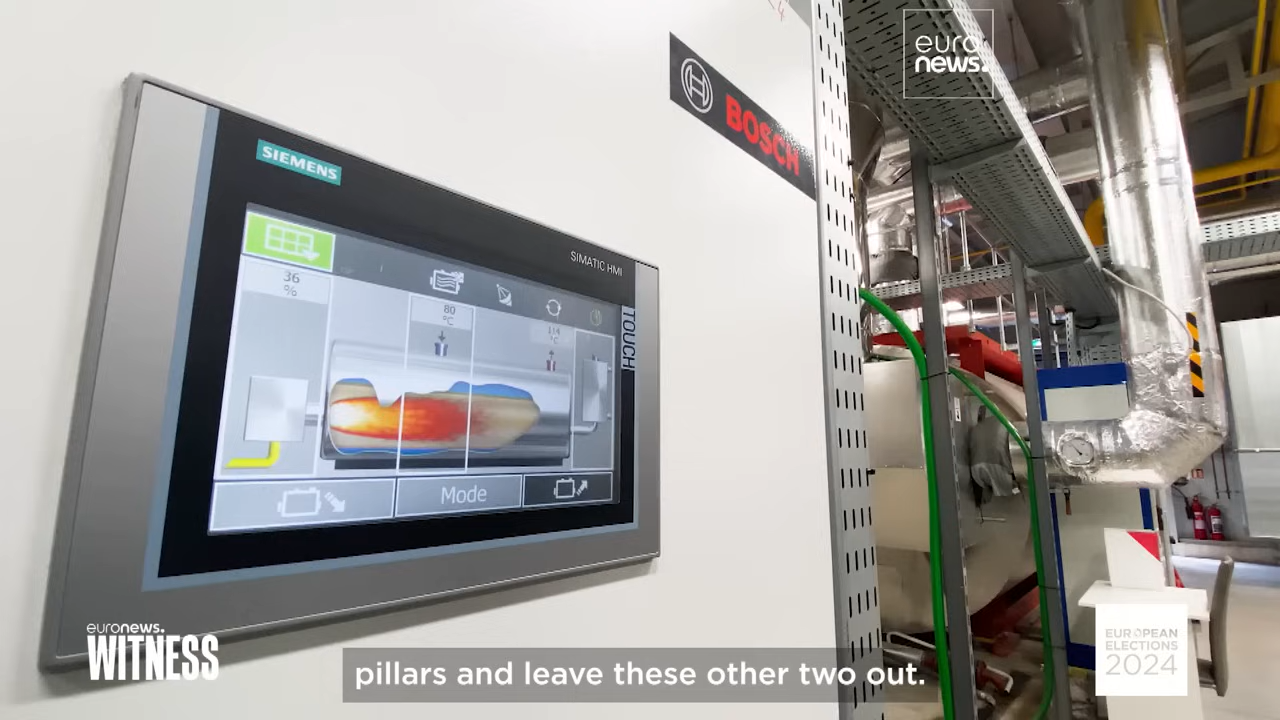 euro
news.
BOSCH
SIEMENS
SIMATIC HMI
TOUCH
36
%
80
°C
114
°C
Mode
euronews.
WITNESS
pillars and leave these other two out.
EUROPEAN
ELECTIONS
2024